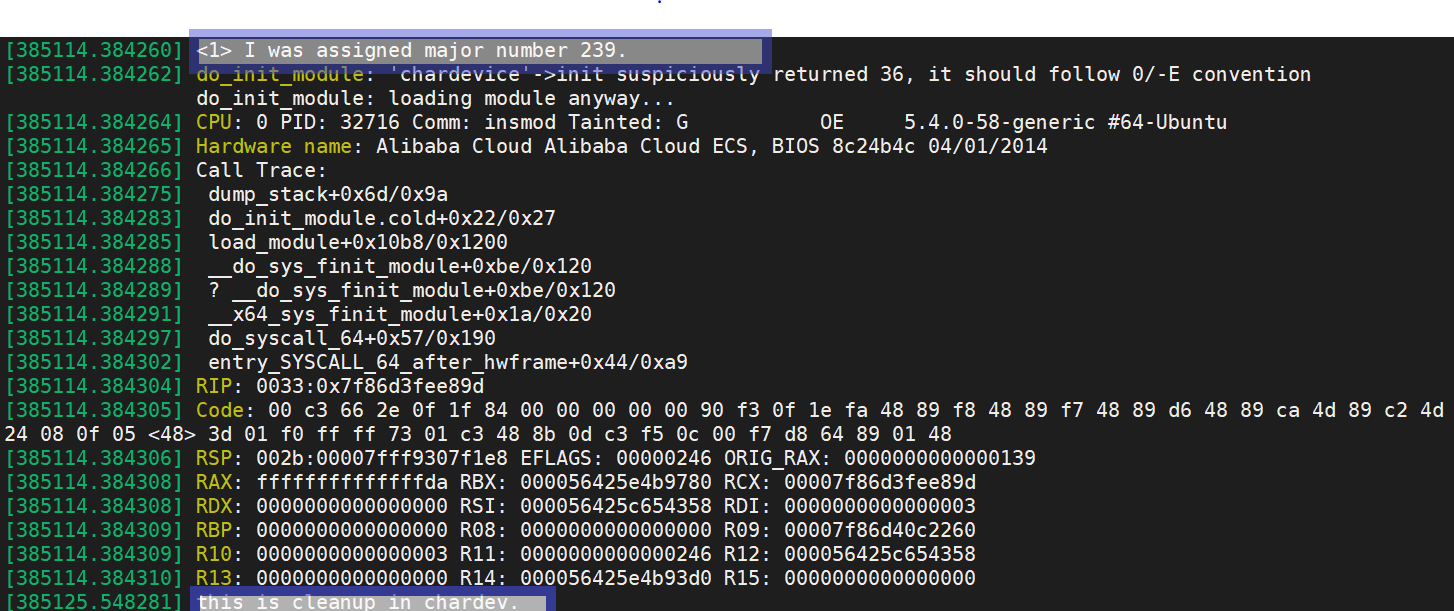 [385114.384260] <1> I was assigned major number 239.
[385114.384262] do_init_module: 'chardevice'->init suspiciously returned 36, it should follow 0/-E convention
do_init_module: loading module anyway...
[385114.384264] CPU: 0 PID: 32716 Comm: insmod Tainted: G           OE     5.4.0-58-generic #64-Ubuntu
[385114.384265] Hardware name: Alibaba Cloud Alibaba Cloud ECS, BIOS 8c24b4c 04/01/2014
[385114.384266] Call Trace:
[385114.384275]  dump_stack+0x6d/0x9a
[385114.384283]  do_init_module.cold+0x22/0x27
[385114.384285]  load_module+0x10b8/0x1200
[385114.384288]  __do_sys_finit_module+0xbe/0x120
[385114.384289]  ? __do_sys_finit_module+0xbe/0x120
[385114.384291]  __x64_sys_finit_module+0x1a/0x20
[385114.384297]  do_syscall_64+0x57/0x190
[385114.384302]  entry_SYSCALL_64_after_hwframe+0x44/0xa9
[385114.384304] RIP: 0033:0x7f86d3fee89d
[385114.384305] Code: 00 c3 66 2e 0f 1f 84 00 00 00 00 00 90 f3 0f 1e fa 48 89 f8 48 89 f7 48 89 d6 48 89 ca 4d 89 c2 4d
24 08 0f 05 <48> 3d 01 f0 ff ff 73 01 c3 48 8b 0d c3 f5 0c 00 f7 d8 64 89 01 48
[385114.384306] RSP: 002b:00007fff9307f1e8 EFLAGS: 00000246 ORIG_RAX: 0000000000000139
[385114.384308] RAX: ffffffffffffffda RBX: 000056425e4b9780 RCX: 00007f86d3fee89d
[385114.384308] RDX: 0000000000000000 RSI: 000056425c654358 RDI: 0000000000000003
[385114.384309] RBP: 0000000000000000 R08: 0000000000000000 R09: 00007f86d40c2260
[385114.384309] R10: 0000000000000003 R11: 0000000000000246 R12: 000056425c654358
[385114.384310] R13: 0000000000000000 R14: 000056425e4b93d0 R15: 0000000000000000
[385125.548281] this is cleanup in chardev.